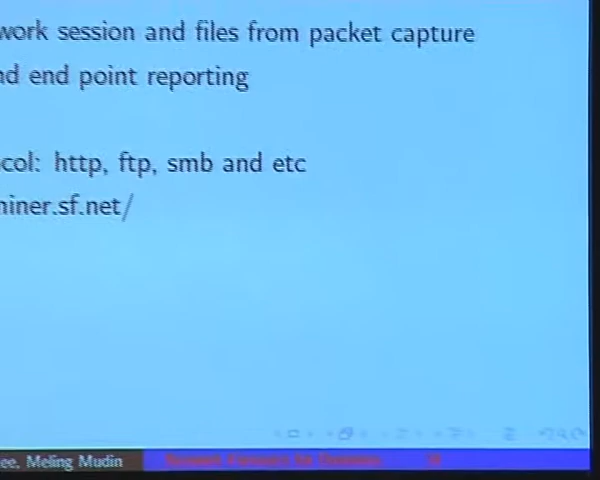 work session and files from packet capture
nd end point reporting
col: http, ftp, smb and etc
niner.sf.net/
ee, Meling Mudin